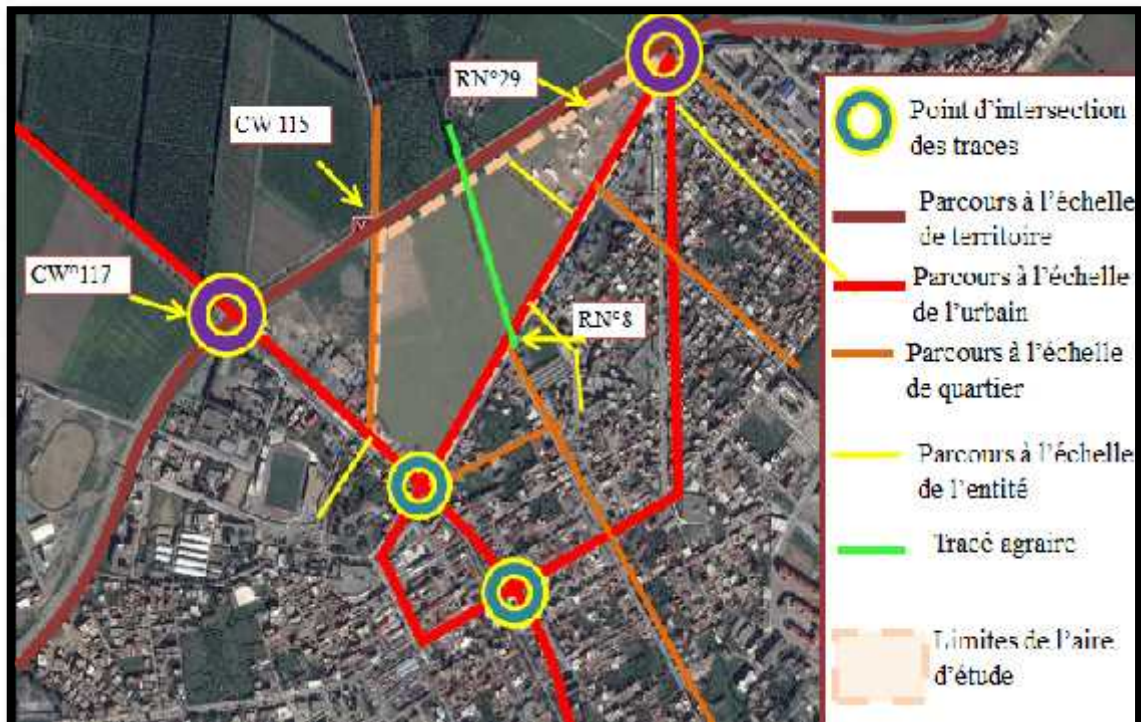 RN°29
CW 115
CW°117
RN°8
Point d'intersection
des traces
Parcours à l'échelle
de territoire
Parcours à l'échelle
de l'urbain
Parcours à l'échelle
de quartier
Parcours à l'échelle
de l'entité
Tracé agraire
Limites de l'aire
d'étude